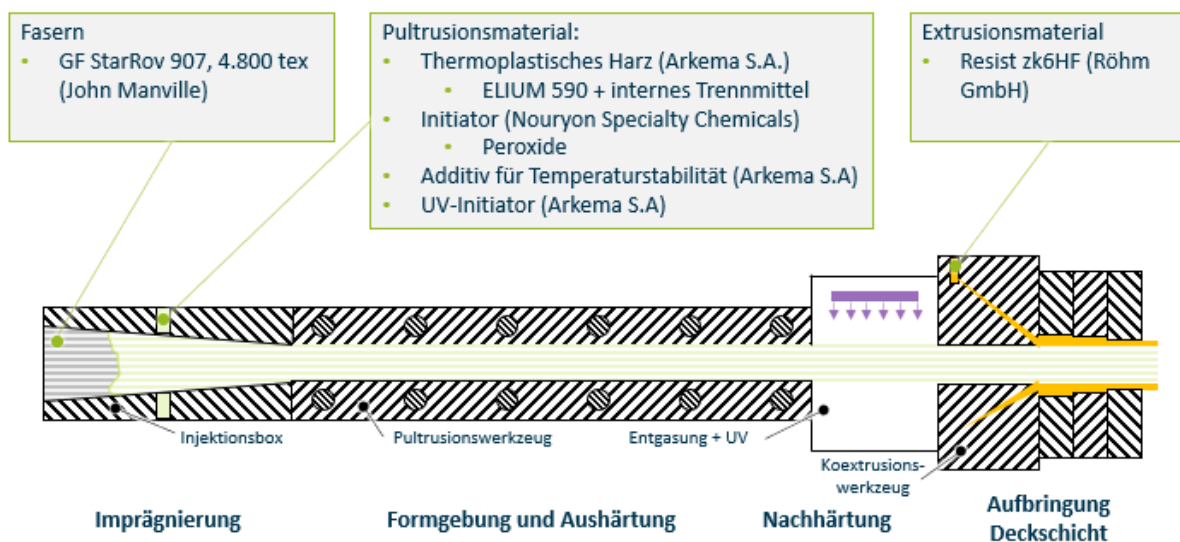 Fasern
• GF StarRov 907, 4.800 tex
(John Manville)
Pultrusionsmaterial:
• Thermoplastisches Harz (Arkema S.A.)
• ELIUM 590 + internes Trennmittel
• Initiator (Nouryon Specialty Chemicals)
• Peroxide
• Additiv für Temperaturstabilität (Arkema S.A)
• UV-Initiator (Arkema S.A)
Extrusionsmaterial
• Resist zk6HF (Röhm
GmbH)
Injektionsbox
Pultrusionswerkzeug
Entgasung + UV
Koextrusions-
werkzeug
Imprägnierung
Formgebung und Aushärtung
Nachhärtung
Aufbringung
Deckschicht